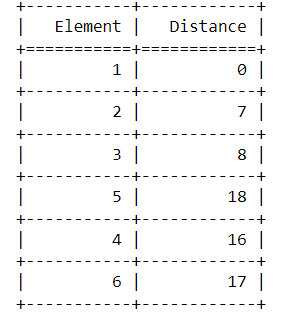 +-----------+------------+
|   Element |   Distance |
+===========+============+
|         1 |          0 |
+-----------+------------+
|         2 |          7 |
+-----------+------------+
|         3 |          8 |
+-----------+------------+
|         5 |         18 |
+-----------+------------+
|         4 |         16 |
+-----------+------------+
|         6 |         17 |
+-----------+------------+